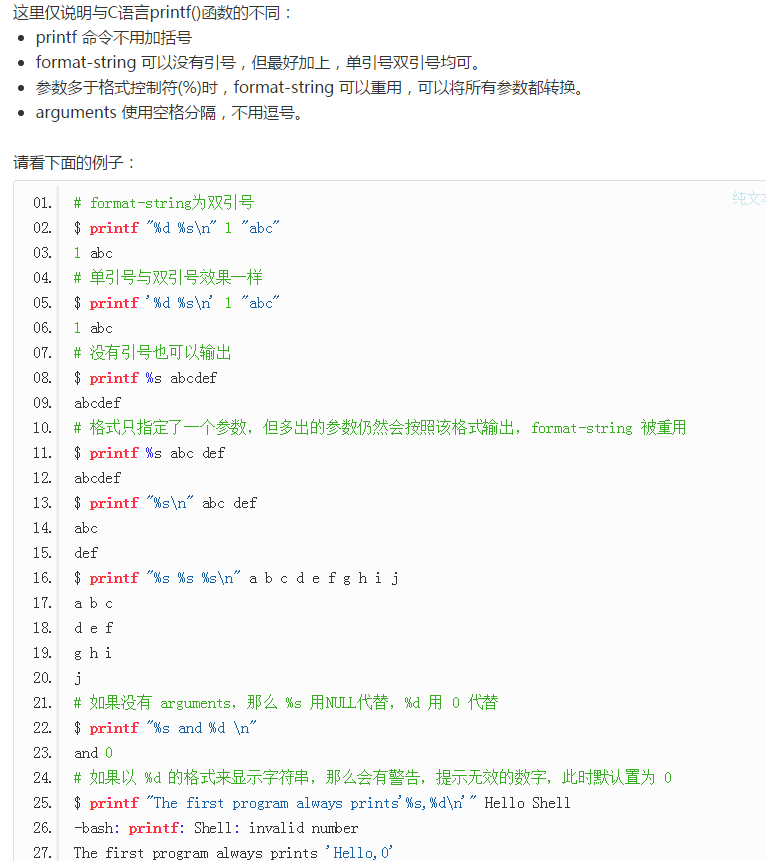 这里仅说明与C语言printf()函数的不同：
printf 命令不用加括号
format-string 可以没有引号，但最好加上，单引号双引号均可。
参数多于格式控制符(%)时，format-string 可以重用，可以将所有参数都转换。
arguments 使用空格分隔，不用逗号。
请看下面的例子：
纯文本
01. # format-string为双引号
02. $ printf "%d %s\n" 1 "abc"
03. 1 abc
04. # 单引号与双引号效果一样
05. $ printf '%d %s\n' 1 "abc"
06. 1 abc
07. # 没有引号也可以输出
08. $ printf %s abcdef
09. abcdef
10. # 格式只指定了一个参数，但多出的参数仍然会按照该格式输出，format-string 被重用
11. $ printf %s abc def
12. abcdef
13. $ printf "%s\n" abc def
14. abc
15. def
16. $ printf "%s %s %s\n" a b c d e f g h i j
17. a b c
18. d e f
19. g h i
20. j
21. # 如果没有 arguments，那么 %s 用NULL代替，%d 用 0 代替
22. $ printf "%s and %d \n"
23. and 0
24. # 如果以 %d 的格式来显示字符串，那么会有警告，提示无效的数字，此时默认置为 0
25. $ printf "The first program always prints'%s,%d\n'" Hello Shell
26. -bash: printf: Shell: invalid number
27. The first program always prints 'Hello,0'